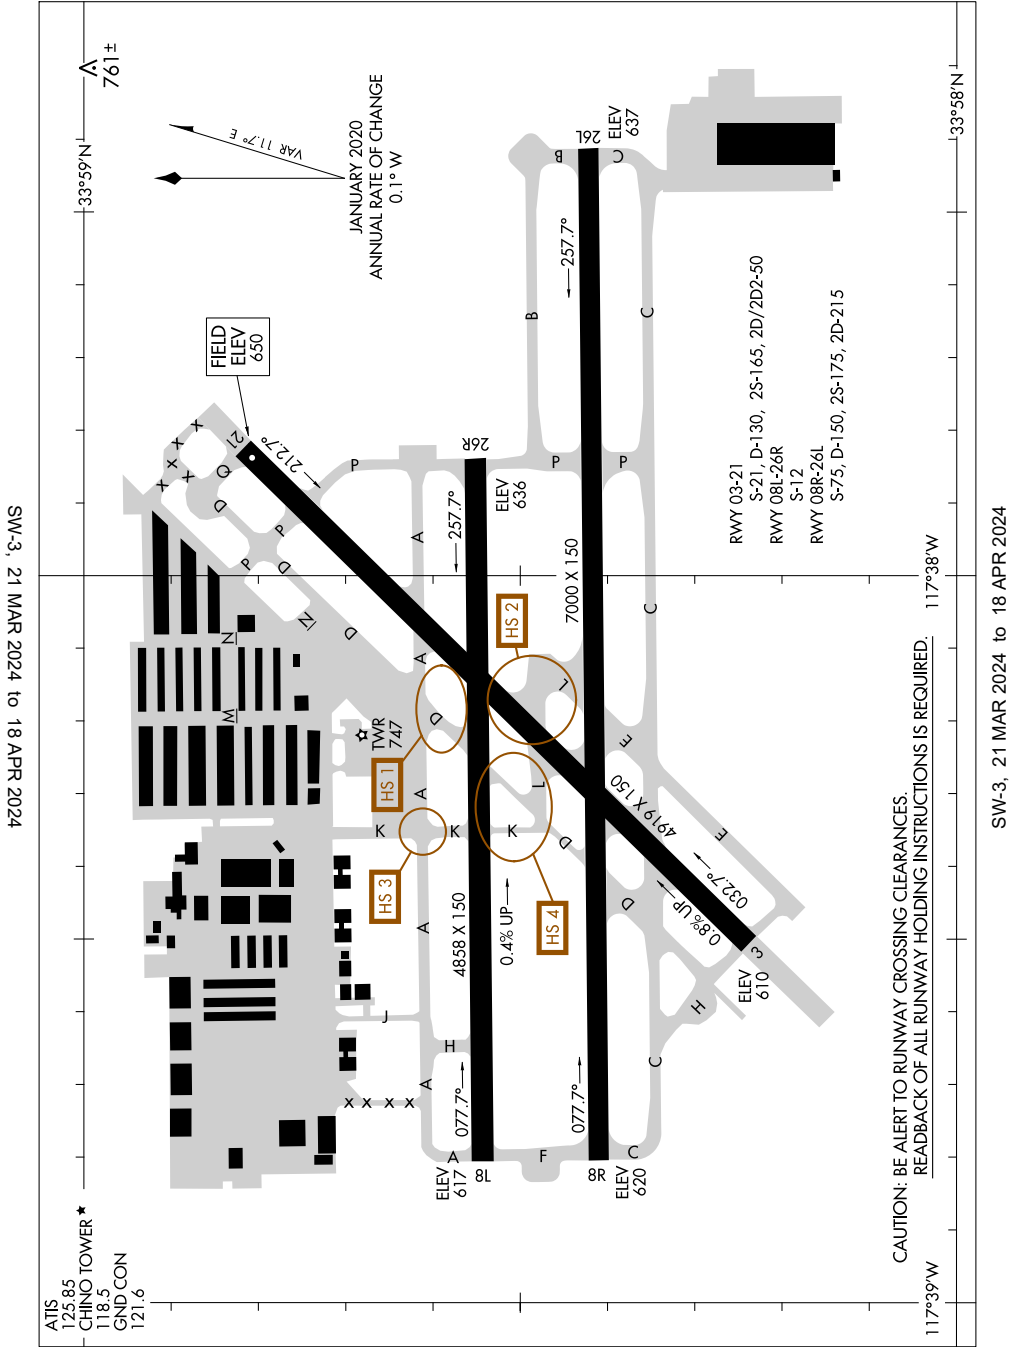 ATIS
125.85
CHINO TOWER ★
118.5
GND CON
121.6
761±
33°59'N
VAR 11.7° E
JANUARY 2020
ANNUAL RATE OF CHANGE
0.1° W
FIELD
ELEV
650
21
212.7°
X X X X X
Q
D
P
P
D
P
N
D
N
W
TWR
747
HS 1
HS 2
HS 3
HS 4
26R
ELEV
636
257.7°
A
A
A
A
A
A
D
K
K
K
L
L
D
D
J
H
X X X X
4858 X 150
0.4% UP
077.7°
ELEV
617
8L
F
7000 X 150
077.7°
8R
ELEV
620
C
26L
ELEV
637
B
C
257.7°
B
C
P
P
C
E
E
4919 X 150
032.7°
0.8% UP
3
ELEV
610
H
C
33°58'N
RWY 03-21
S-21, D-130, 2S-165, 2D/2D2-50
RWY 08L-26R
S-12
RWY 08R-26L
S-75, D-150, 2S-175, 2D-215
CAUTION: BE ALERT TO RUNWAY CROSSING CLEARANCES.
READBACK OF ALL RUNWAY HOLDING INSTRUCTIONS IS REQUIRED.
117°39'W
117°38'W
SW-3, 21 MAR 2024 to 18 APR 2024
SW-3, 21 MAR 2024 to 18 APR 2024